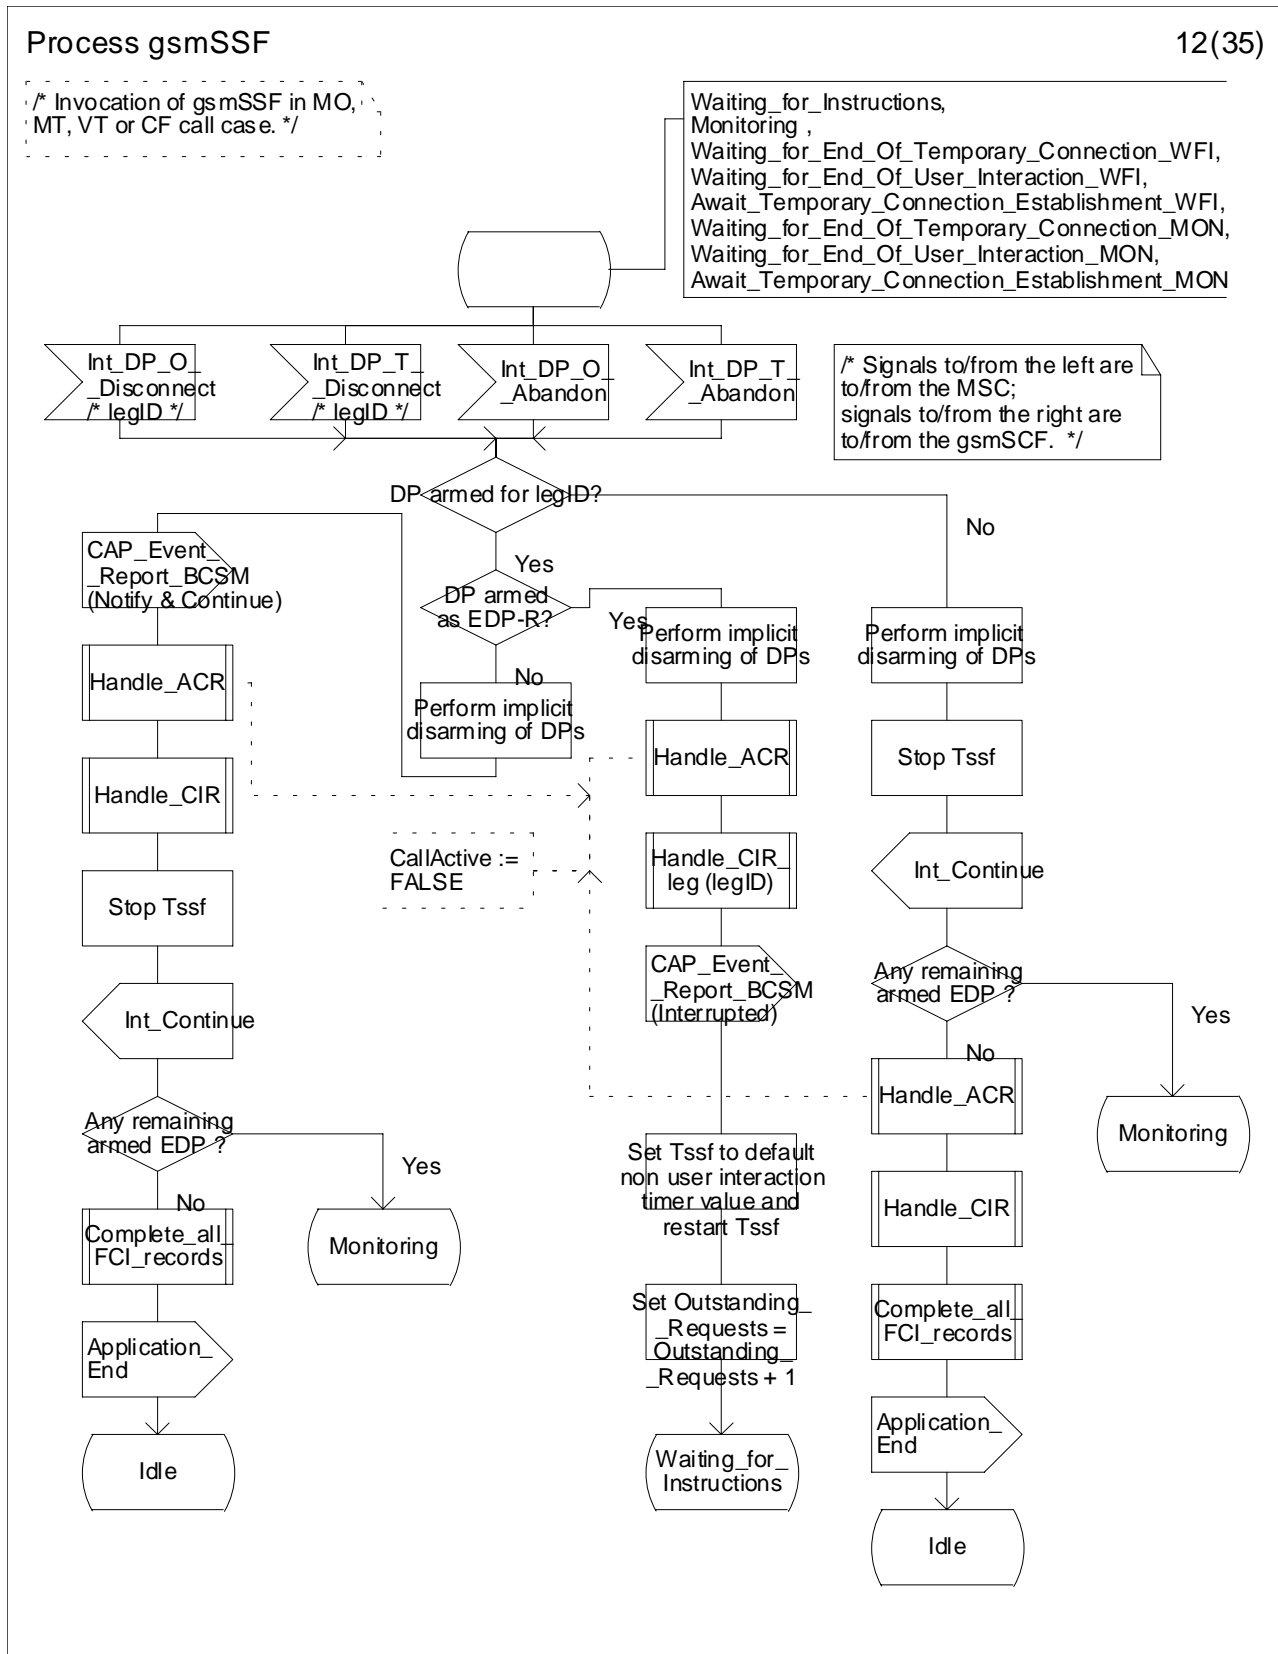 Process gsmSSF
12(35)
/* Invocation of gsmSSF in MO,
MT, VT or CF call case. */
Waiting_for_Instructions,
Monitoring ,
Waiting_for_End_Of_Temporary_Connection_WFI,
Waiting_for_End_Of_User_Interaction_WFI,
Await_Temporary_Connection_Establishment_WFI,
Waiting_for_End_Of_Temporary_Connection_MON,
Waiting_for_End_Of_User_Interaction_MON,
Await_Temporary_Connection_Establishment_MON
Int_DP_O_
_Disconnect
/* legID */
Int_DP_T_
_Disconnect
/* legID */
Int_DP_O_
_Abandon
Int_DP_T_
_Abandon
/* Signals to/from the left are
to/from the MSC;
signals to/from the right are
to/from the gsmSCF.  */
DP armed for legID?
No
Yes
CAP_Event_
_Report_BCSM
(Notify & Continue)
DP armed
as EDP-R?
Yes
No
Perform implicit
disarming of DPs
Perform implicit
disarming of DPs
Perform implicit
disarming of DPs
Handle_ACR
Handle_ACR
Stop Tssf
Handle_CIR
CallActive :=
FALSE
Handle_CIR_
leg (legID)
Int_Continue
Stop Tssf
CAP_Event_
_Report_BCSM
(Interrupted)
Any remaining
armed EDP ?
Yes
No
Int_Continue
Handle_ACR
Monitoring
Any remaining
armed EDP ?
Yes
No
Set Tssf to default
non user interaction
timer value and
restart Tssf
Handle_CIR
Complete_all_
FCI_records
Monitoring
Set Outstanding_
_Requests =
Outstanding_
_Requests + 1
Complete_all_
FCI_records
Application_
End
Application_
End
Idle
Waiting_for_
Instructions
Idle